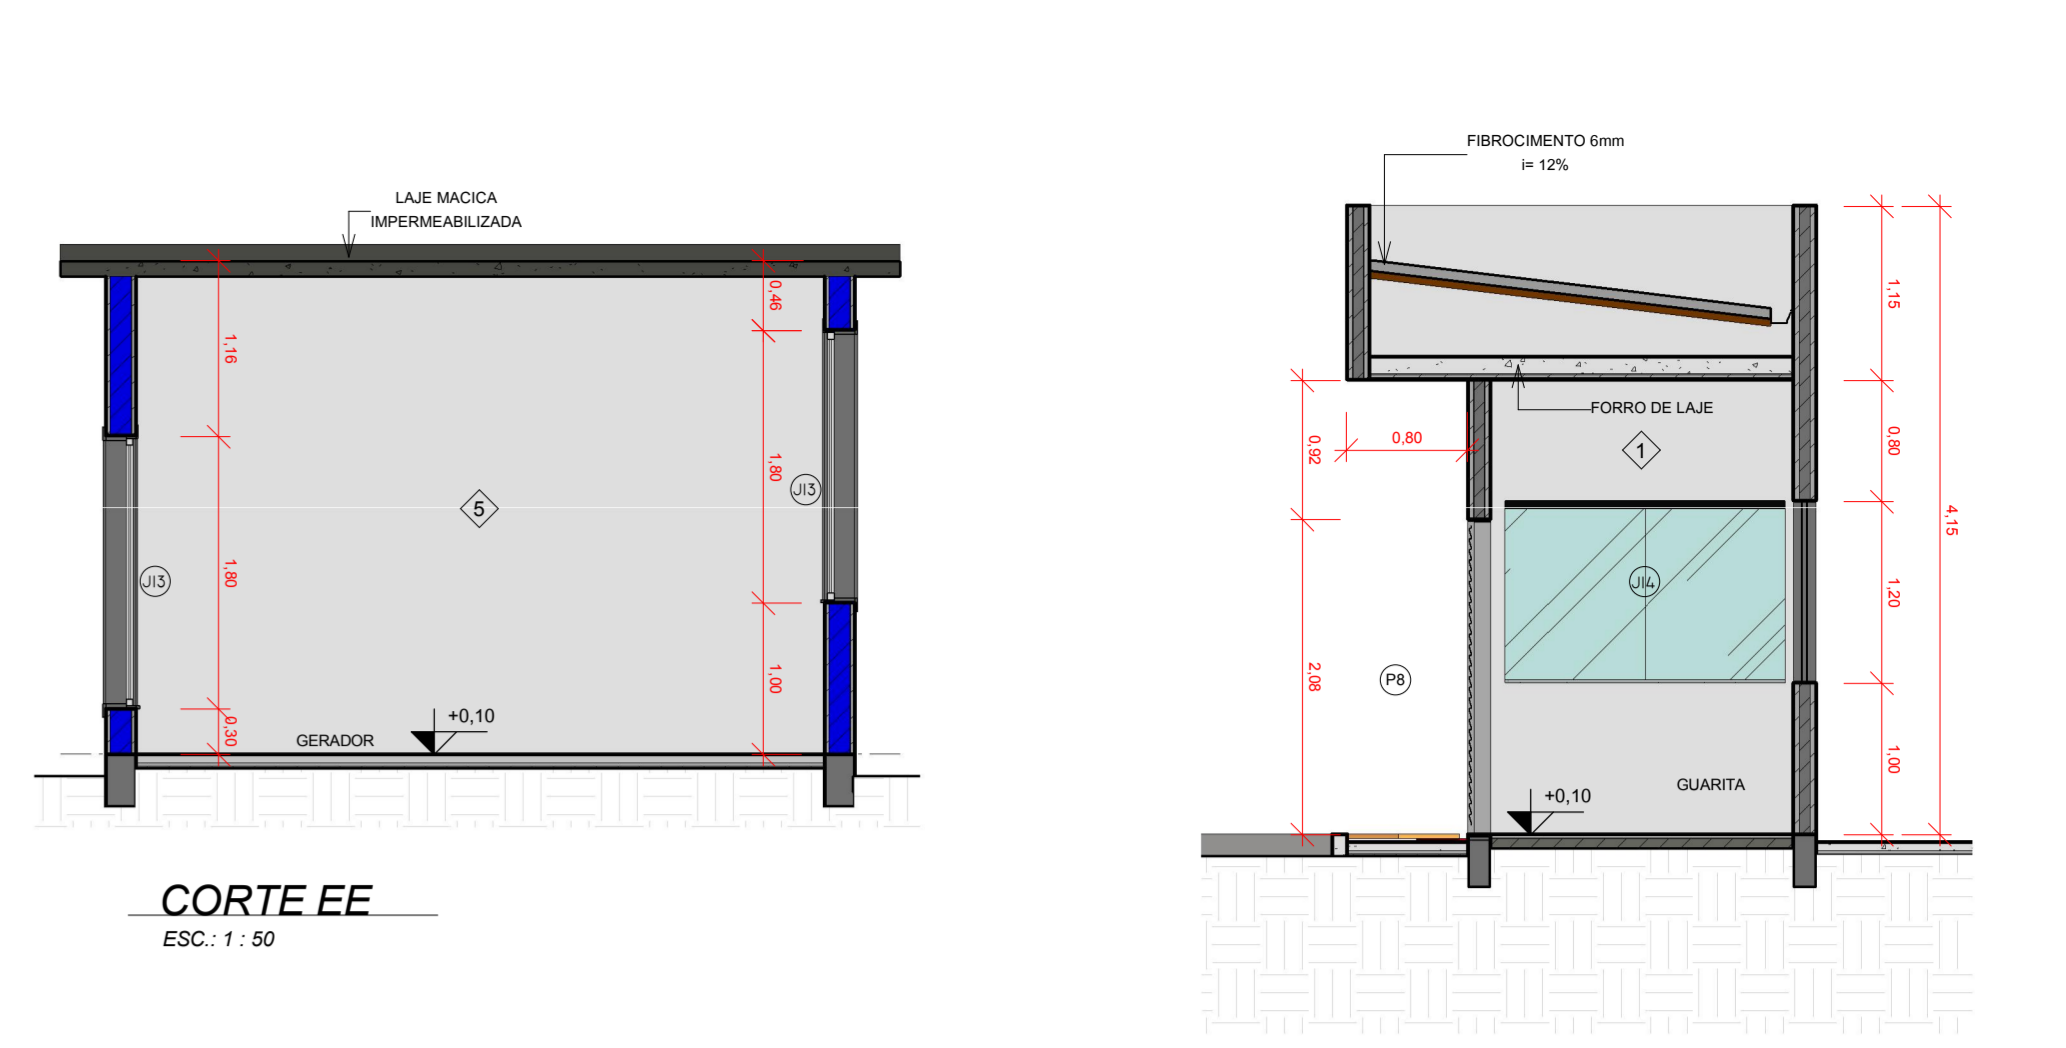 LAJE MACICA
IMPERMEABILIZADA
1,16
1,80
0,30
0,46
1,80
1,00
JI3
JI3
5
GERADOR
+0,10
CORTE EE
ESC.: 1 : 50
FIBROCIMENTO 6mm
i= 12%
FORRO DE LAJE
0,92
0,80
2,08
1
JI4
P8
GUARITA
+0,10
1,15
0,80
1,20
1,00
4,15